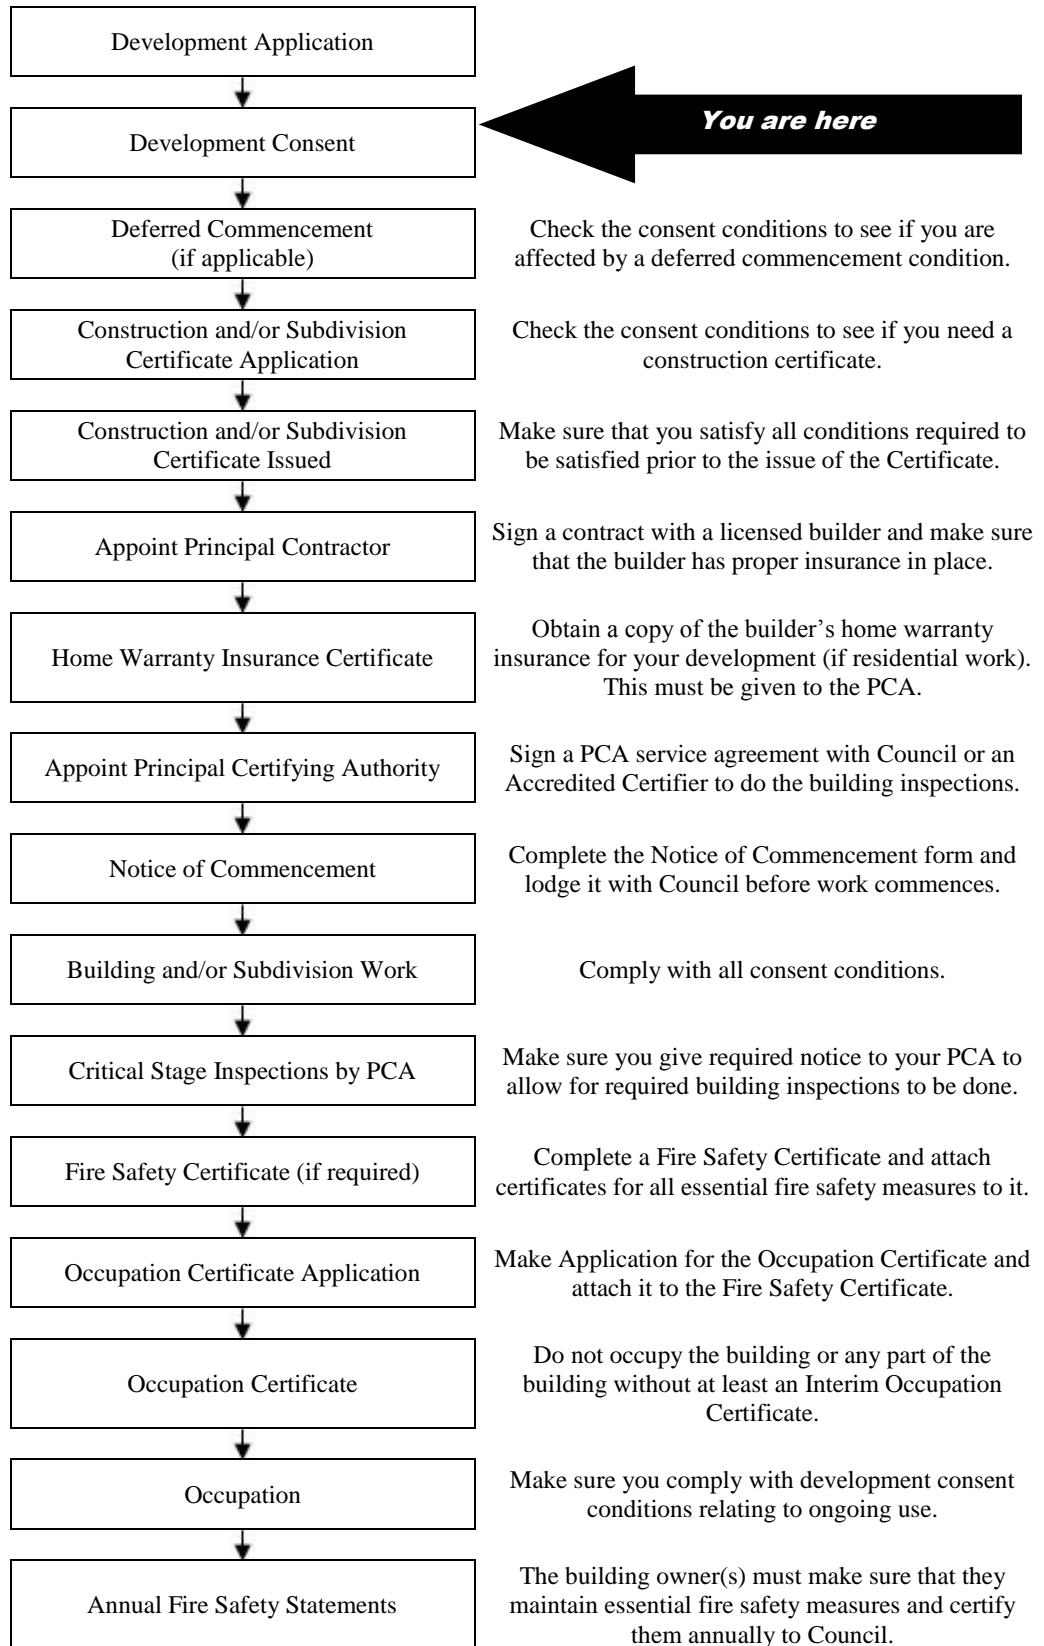 Development Application
Development Consent
You are here
Deferred Commencement
(if applicable)
Check the consent conditions to see if you are
affected by a deferred commencement condition.
Construction and/or Subdivision
Certificate Application
Check the consent conditions to see if you need a
construction certificate.
Construction and/or Subdivision
Certificate Issued
Make sure that you satisfy all conditions required to
be satisfied prior to the issue of the Certificate.
Appoint Principal Contractor
Sign a contract with a licensed builder and make sure
that the builder has proper insurance in place.
Home Warranty Insurance Certificate
Obtain a copy of the builder’s home warranty
insurance for your development (if residential work).
This must be given to the PCA.
Appoint Principal Certifying Authority
Sign a PCA service agreement with Council or an
Accredited Certifier to do the building inspections.
Notice of Commencement
Complete the Notice of Commencement form and
lodge it with Council before work commences.
Building and/or Subdivision Work
Comply with all consent conditions.
Critical Stage Inspections by PCA
Make sure you give required notice to your PCA to
allow for required building inspections to be done.
Fire Safety Certificate (if required)
Complete a Fire Safety Certificate and attach
certificates for all essential fire safety measures to it.
Occupation Certificate Application
Make Application for the Occupation Certificate and
attach it to the Fire Safety Certificate.
Occupation Certificate
Do not occupy the building or any part of the
building without at least an Interim Occupation
Certificate.
Occupation
Make sure you comply with development consent
conditions relating to ongoing use.
Annual Fire Safety Statements
The building owner(s) must make sure that they
maintain essential fire safety measures and certify
them annually to Council.